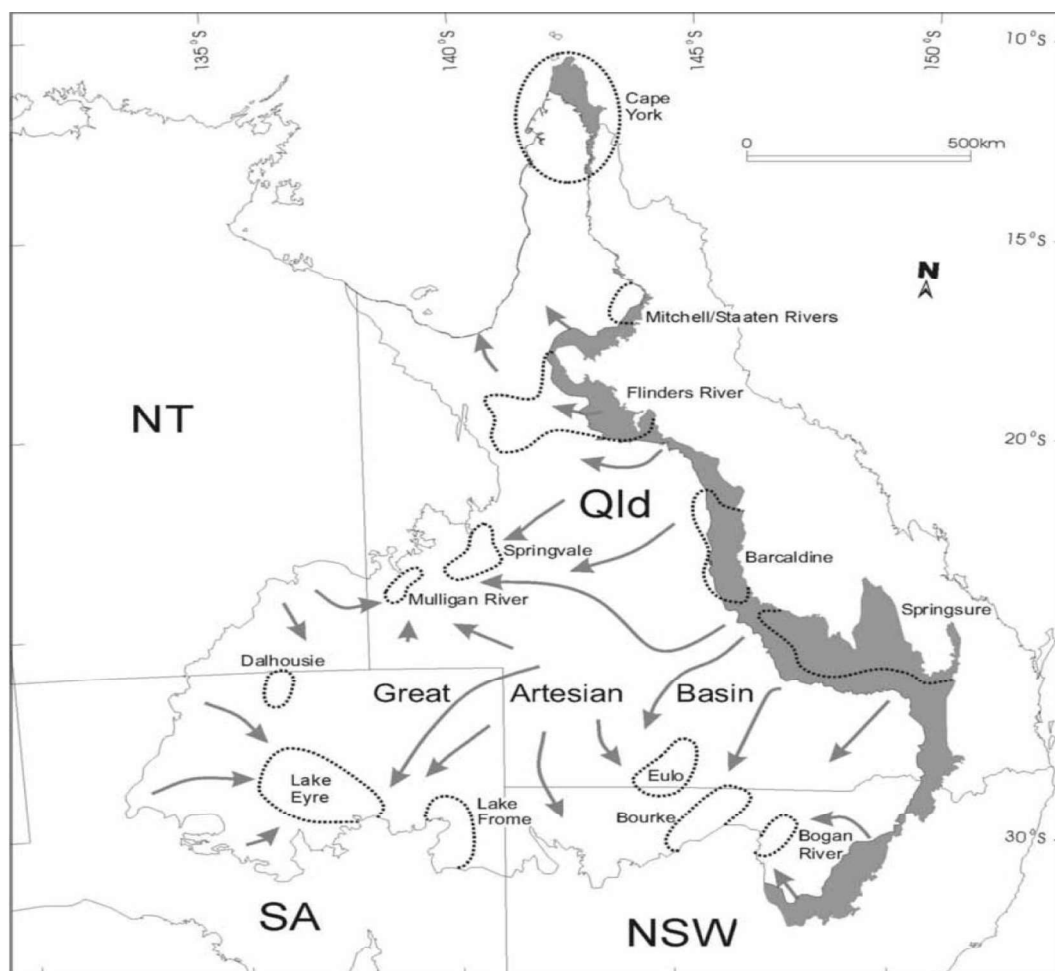 135°S
140°S
145°S
150°S
10°S
Cape
York
0
500km
15°S
N
Mitchell/Staaten Rivers
Flinders River
NT
20°S
Qld
Springvale
Barcaldine
Mulligan River
Springsure
Dalhousie
Great
Artesian
Basin
Lake
Eyre
Eulo
Lake
Frome
Bourke
Bogan
River
30°S
SA
NSW